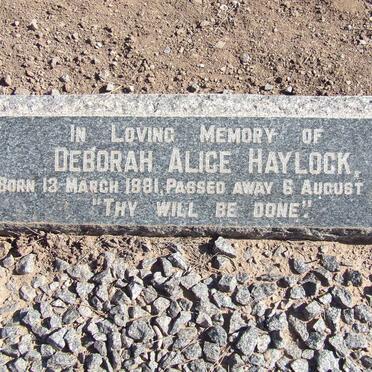 IN LOVING MEMORY OF
DEBORAH ALICE HAYLOCK,
BORN 13 MARCH 1881, PASSED AWAY 6 AUGUST
"THY WILL BE DONE".